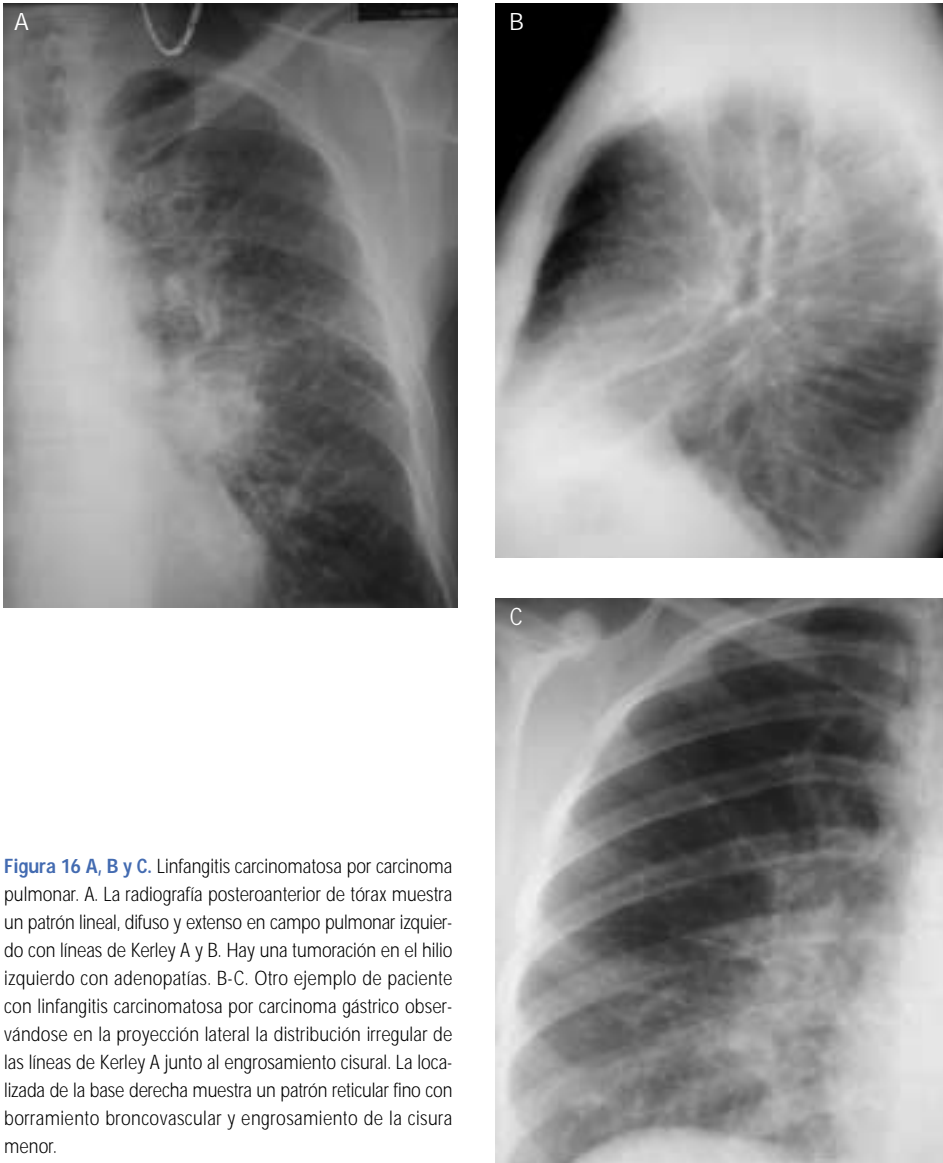 A
B
C
Figura 16 A, B y C. Linfangitis carcinomatosa por carcinoma
pulmonar. A. La radiografía posteroanterior de tórax muestra
un patrón lineal, difuso y extenso en campo pulmonar izquier-
do con líneas de Kerley A y B. Hay una tumoración en el hilio
izquierdo con adenopatías. B-C. Otro ejemplo de paciente
con linfangitis carcinomatosa por carcinoma gástrico obser-
vándose en la proyección lateral la distribución irregular de
las líneas de Kerley A junto al engrosamiento cisural. La loca-
lizada de la base derecha muestra un patrón reticular fino con
borramiento broncovascular y engrosamiento de la cisura
menor.